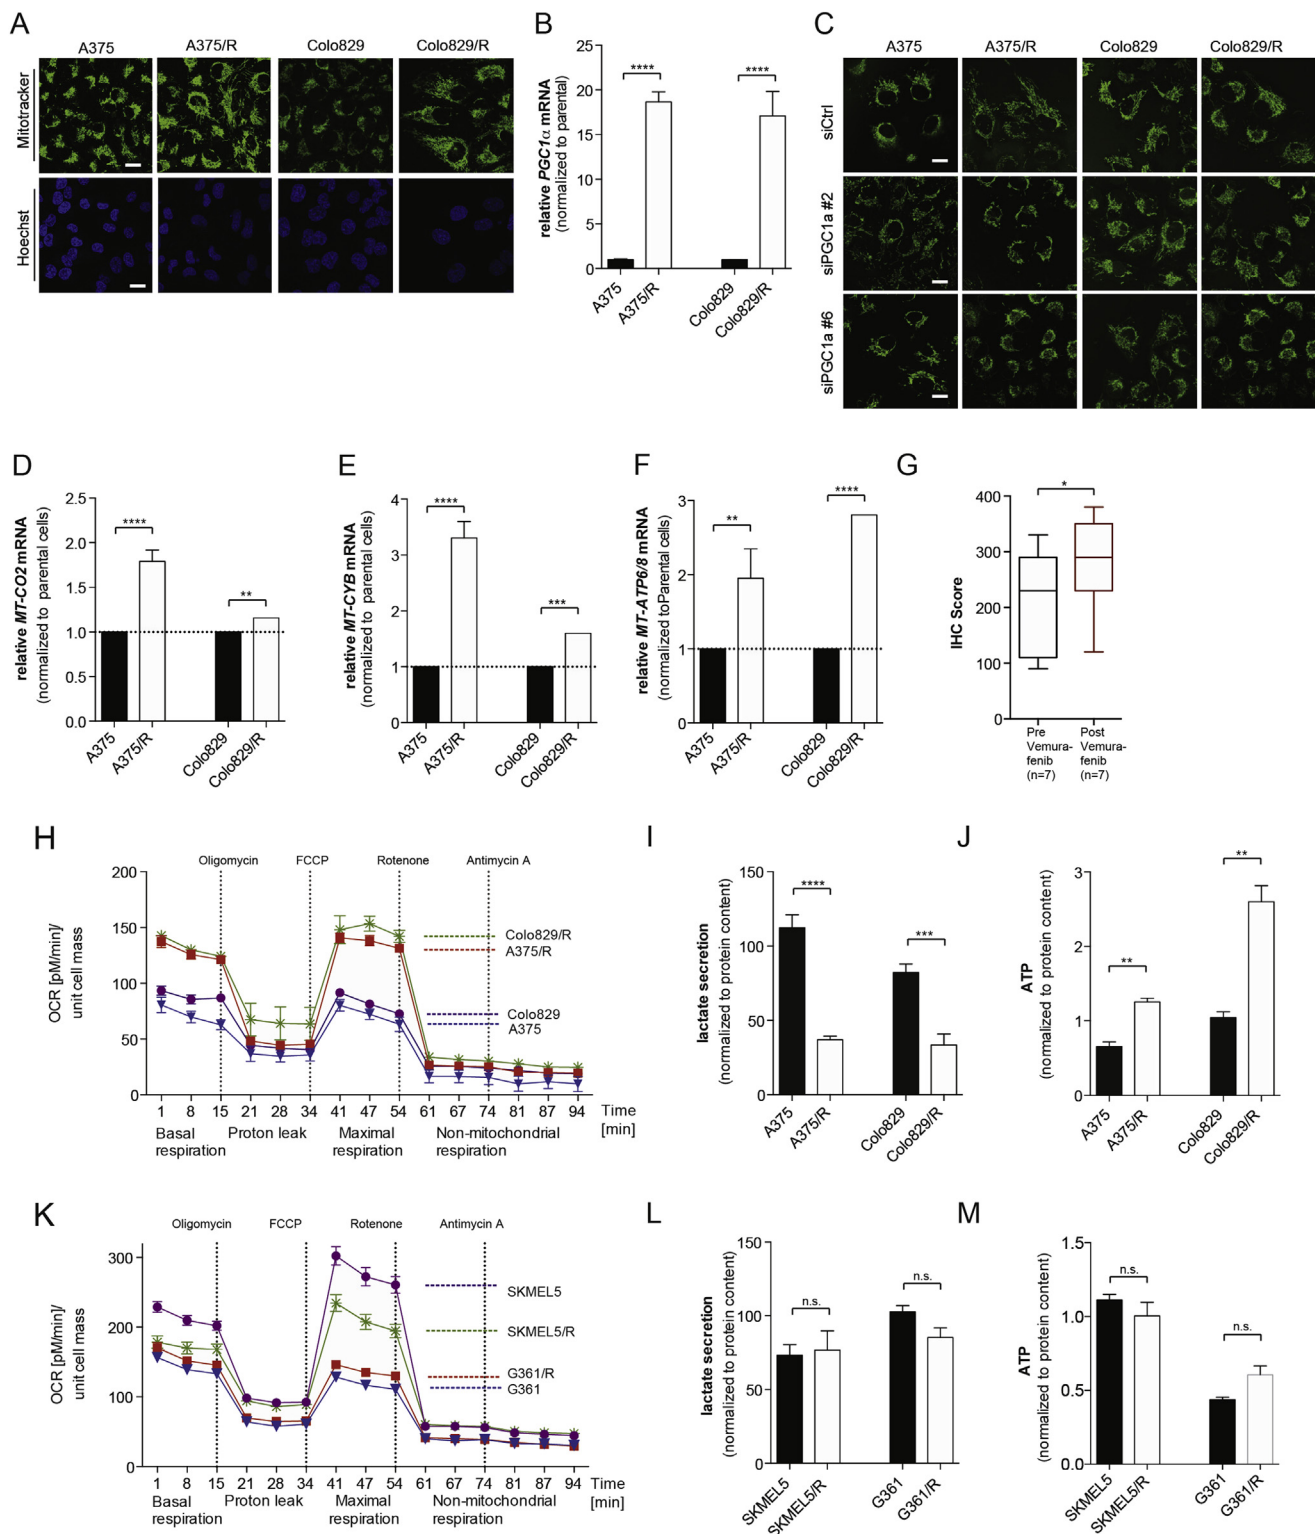 A
A375
A375/R
Colo829
Colo829/R
Mitotracker
Hoechst
B
relative PGC1α mRNA
(normalized to parental)
25
20
15
10
5
0
****
****
A375
A375/R
Colo829
Colo829/R
C
A375
A375/R
Colo829
Colo829/R
siCtrl
siPGC1a #2
siPGC1a #6
D
relative MT-CO2 mRNA
(normalized to parental cells)
2.5
2.0
1.5
1.0
0.5
0.0
****
**
A375
A375/R
Colo829
Colo829/R
E
relative MT-CYB mRNA
(normalized to parental cells)
4
3
2
1
0
****
***
A375
A375/R
Colo829
Colo829/R
F
relative MT-ATP6/8 mRNA
(normalized toParental cells)
3
2
1
0
**
****
A375
A375/R
Colo829
Colo829/R
G
IHC Score
400
300
200
100
0
*
Pre
Vemura-
fenib
(n=7)
Post
Vemura-
fenib
(n=7)
H
OCR [pM/min]/
unit cell mass
Oligomycin
FCCP
Rotenone
Antimycin A
200
150
100
50
0
Colo829/R
A375/R
Colo829
A375
1 8 15 21 28 34 41 47 54 61 67 74 81 87 94 Time
[min]
Basal
respiration
Proton leak
Maximal
respiration
Non-mitochondrial
respiration
I
lactate secretion
(normalized to protein content)
150
100
50
0
****
***
A375
A375/R
Colo829
Colo829/R
J
ATP
(normalized to protein content)
3
2
1
0
**
**
A375
A375/R
Colo829
Colo829/R
K
OCR [pM/min]/
unit cell mass
Oligomycin
FCCP
Rotenone
Antimycin A
300
200
100
0
SKMEL5
SKMEL5/R
G361/R
G361
1 8 15 21 28 34 41 47 54 61 67 74 81 87 94 Time
[min]
Basal
respiration
Proton leak
Maximal
respiration
Non-mitochondrial
respiration
L
lactate secretion
(normalized to protein content)
150
100
50
0
n.s.
n.s.
SKMEL5
SKMEL5/R
G361
G361/R
M
ATP
(normalized to protein content)
1.5
1.0
0.5
0.0
n.s.
n.s.
SKMEL5
SKMEL5/R
G361
G361/R